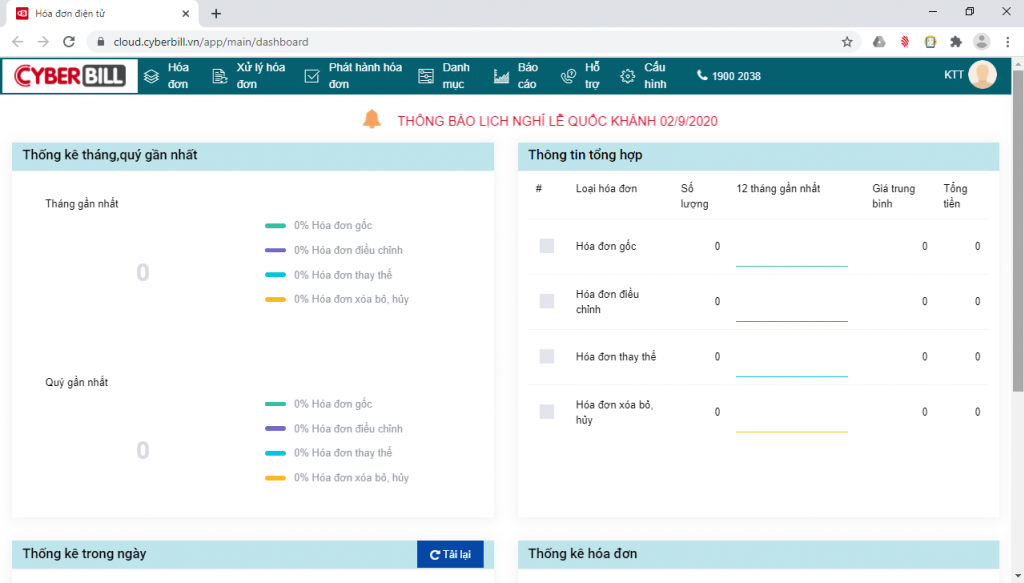 Hóa đơn điện tử
cloud.cyberbill.vn/app/main/dashboard
CYBERBILL
Hóa
đơn
Xử lý hóa
đơn
Phát hành hóa
đơn
Danh
mục
Báo
cáo
Hỗ
trợ
Cấu
hình
1900 2038
KTT
THÔNG BÁO LỊCH NGHỈ LỄ QUỐC KHÁNH 02/9/2020
Thống kê tháng,quý gần nhất
Tháng gần nhất
0
0% Hóa đơn gốc
0% Hóa đơn điều chỉnh
0% Hóa đơn thay thế
0% Hóa đơn xóa bỏ, hủy
Quý gần nhất
0
0% Hóa đơn gốc
0% Hóa đơn điều chỉnh
0% Hóa đơn thay thế
0% Hóa đơn xóa bỏ, hủy
Thông tin tổng hợp
# Loại hóa đơn Số lượng 12 tháng gần nhất Giá trung bình Tổng tiền
Hóa đơn gốc 0 0 0
Hóa đơn điều chỉnh 0 0 0
Hóa đơn thay thế 0 0 0
Hóa đơn xóa bỏ, hủy 0 0 0
Thống kê trong ngày
Tải lại
Thống kê hóa đơn